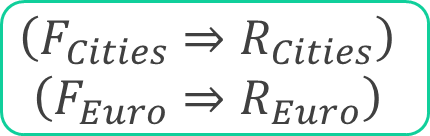 (F_Cities ⇒ R_Cities)
(F_Euro ⇒ R_Euro)